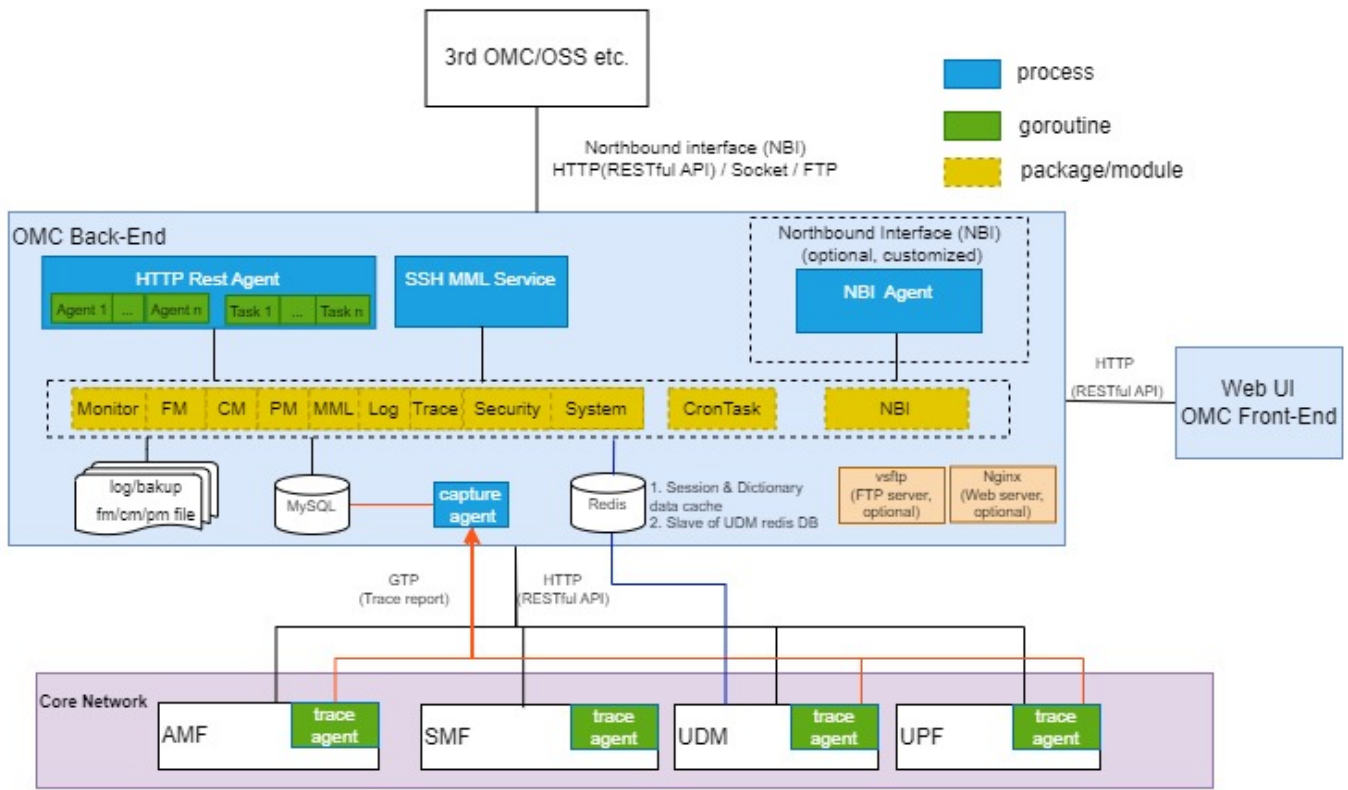 3rd OMC/OSS etc.
process
goroutine
package/module
Northbound interface (NBI)
HTTP(RESTful API) / Socket / FTP
OMC Back-End
HTTP Rest Agent
Agent 1 ... Agent n Task 1 ... Task n
SSH MML Service
Northbound Interface (NBI)
(optional, customized)
NBI Agent
HTTP
(RESTful API)
Web UI
OMC Front-End
Monitor FM CM PM MML Log Trace Security System CronTask NBI
log/bakup
fm/cm/pm file
MySQL
capture
agent
Redis
1. Session & Dictionary
data cache
2. Slave of UDM redis DB
vsftp
(FTP server,
optional)
Nginx
(Web server,
optional)
GTP
(Trace report)
HTTP
(RESTful API)
Core Network
AMF
trace
agent
SMF
trace
agent
UDM
trace
agent
UPF
trace
agent